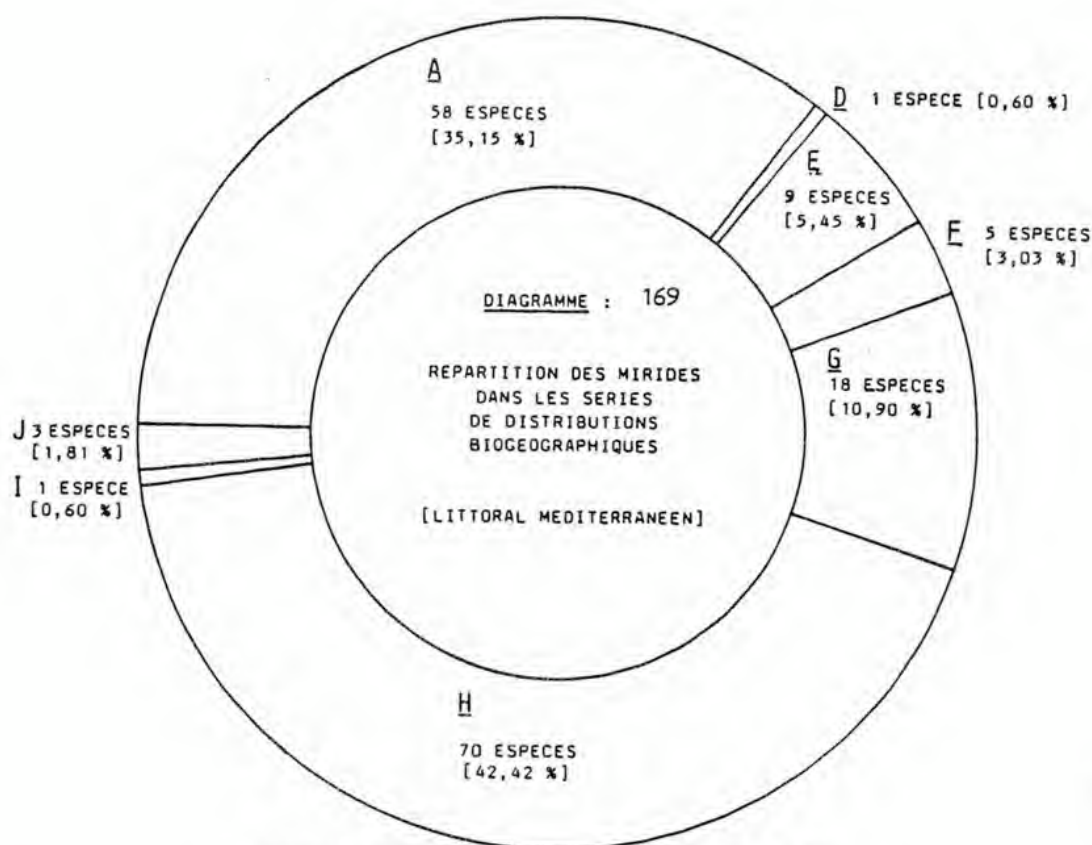 A
58 ESPECES
[35,15 %]
D 1 ESPECE [0,60 %]
E
9 ESPECES
[5,45 %]
F 5 ESPECES
[3,03 %]
G
18 ESPECES
[10,90 %]
DIAGRAMME : 169
REPARTITION DES MIRIDES
DANS LES SERIES
DE DISTRIBUTIONS
BIOGEOGRAPHIQUES
[LITTORAL MEDITERRANEEN]
J 3 ESPECES
[1,81 %]
I 1 ESPECE
[0,60 %]
H
70 ESPECES
[42,42 %]